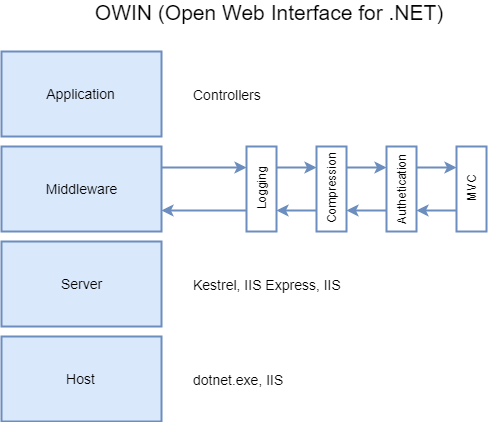 OWIN (Open Web Interface for .NET)
Application
Controllers
Middleware
Logging
Compression
Authetication
MVC
Server
Kestrel, IIS Express, IIS
Host
dotnet.exe, IIS